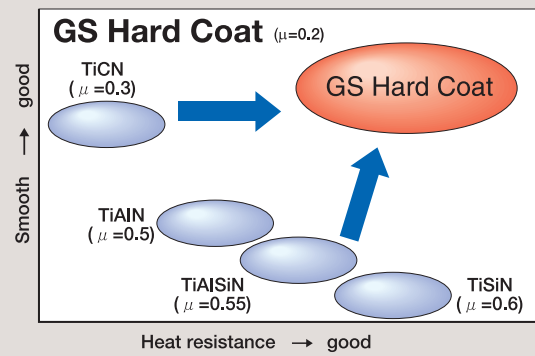 GS Hard Coat (μ=0.2)
TiCN
( μ=0.3)
GS Hard Coat
TiAlN
( μ=0.5)
TiAlSiN
( μ=0.55)
TiSiN
( μ=0.6)
Smooth → good
Heat resistance → good